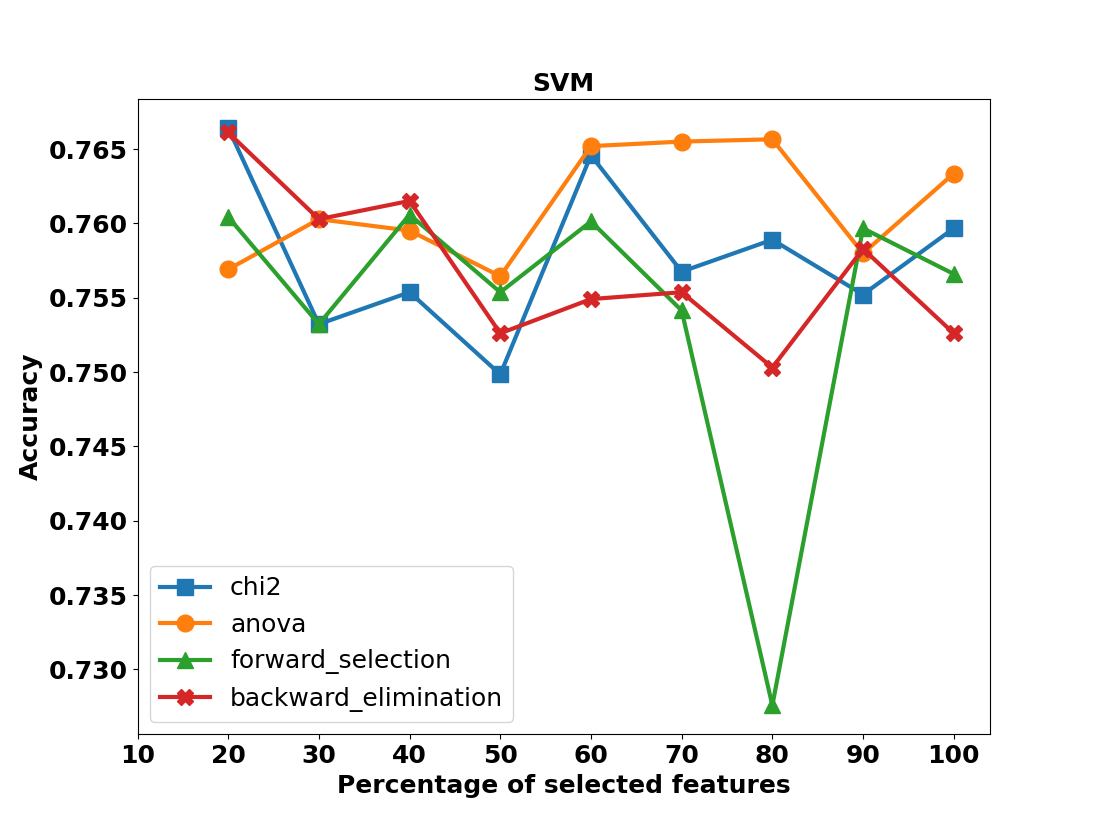 SVM
Accuracy
0.765
0.760
0.755
0.750
0.745
0.740
0.735
0.730
chi2
anova
forward_selection
backward_elimination
10 20 30 40 50 60 70 80 90 100
Percentage of selected features